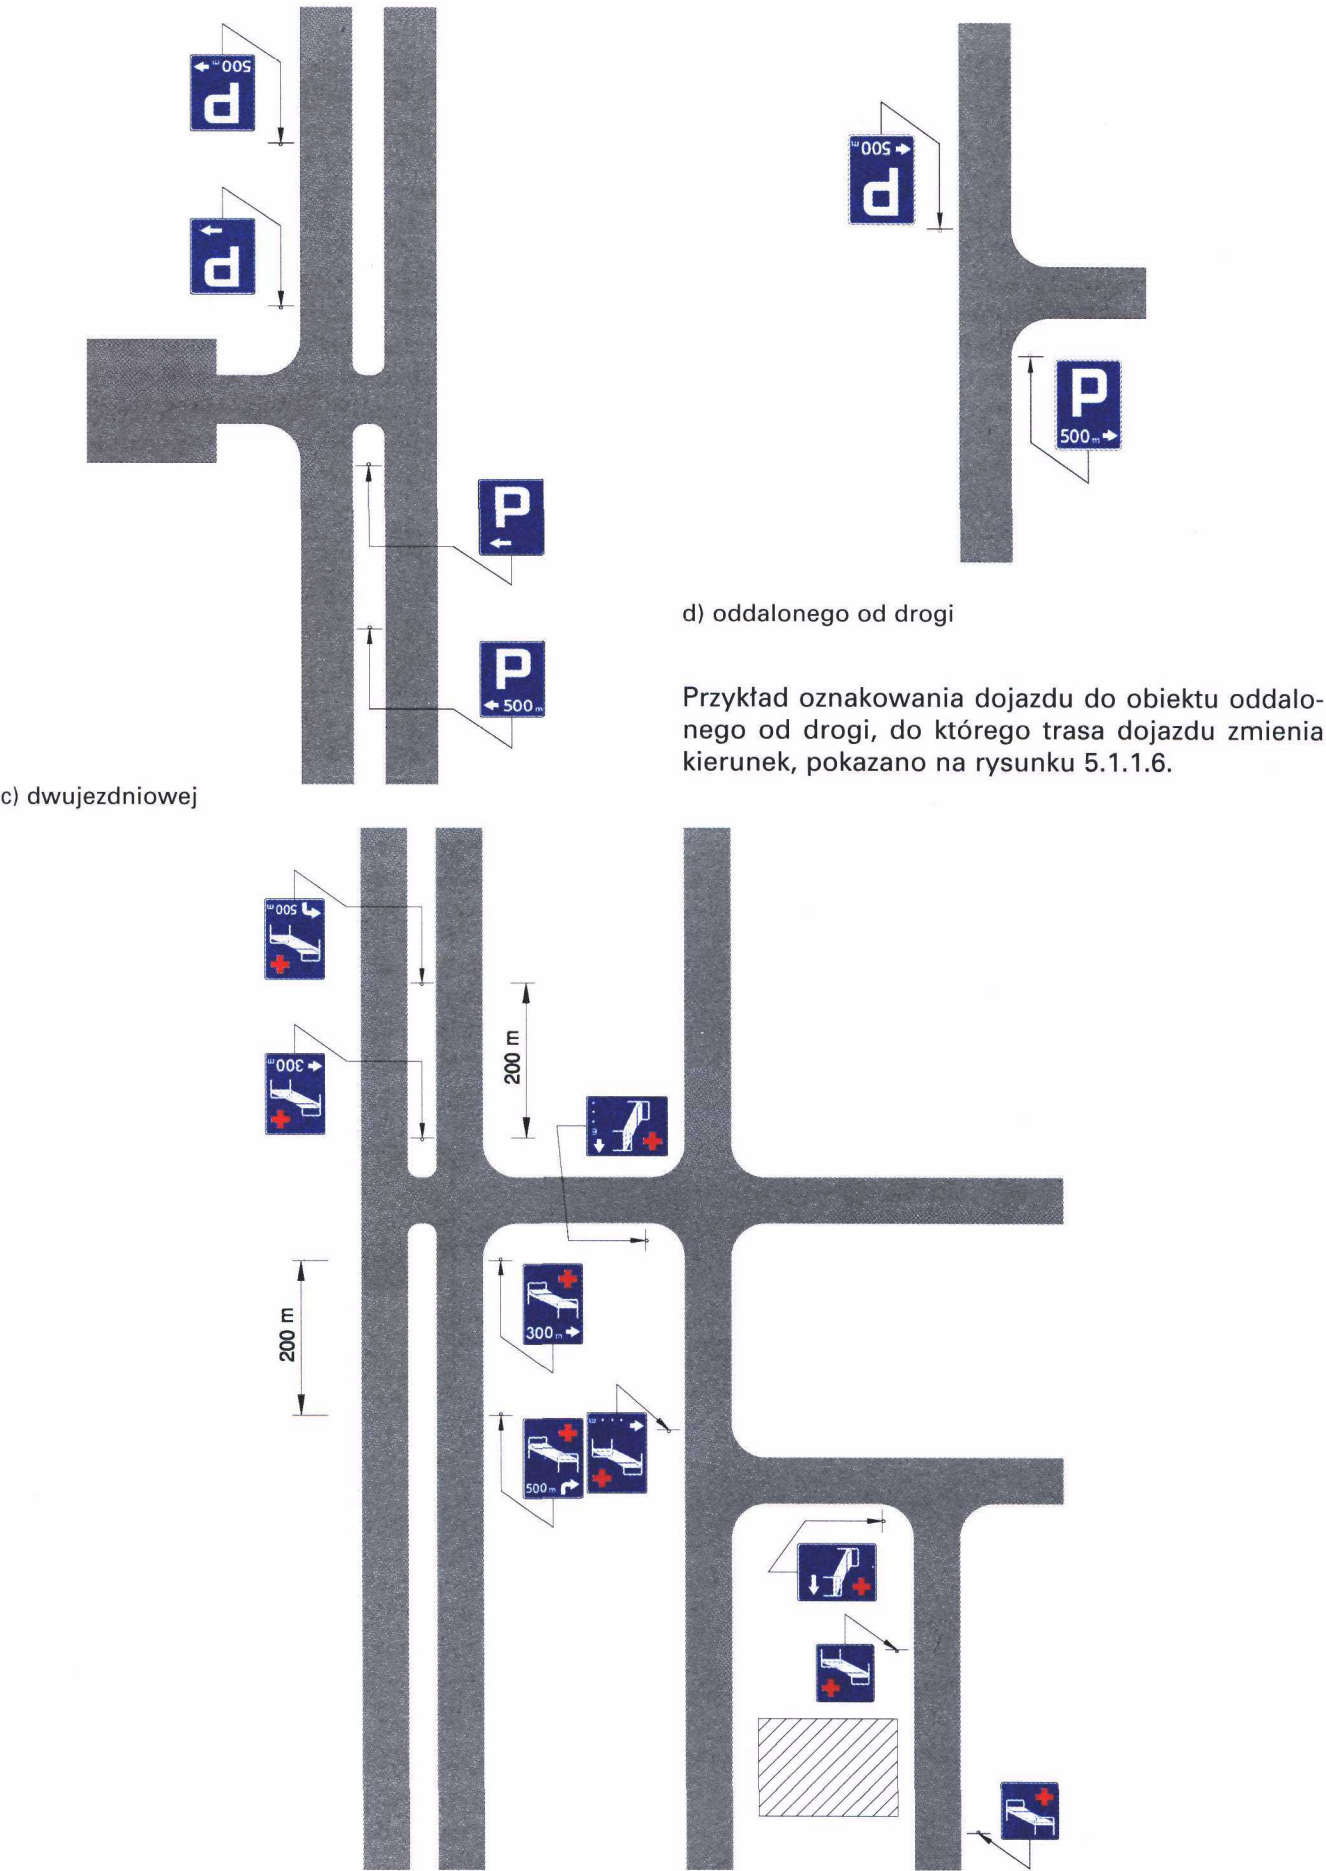 500 m
P
P
P
P
500 m
c) dwujezdniowej
500 m
P
P
500 m
d) oddalonego od drogi
Przykład oznakowania dojazdu do obiektu oddalo-
nego od drogi, do którego trasa dojazdu zmienia
kierunek, pokazano na rysunku 5.1.1.6.
500 m
300 m
200 m
.... m
200 m
300 m
500 m
.... m